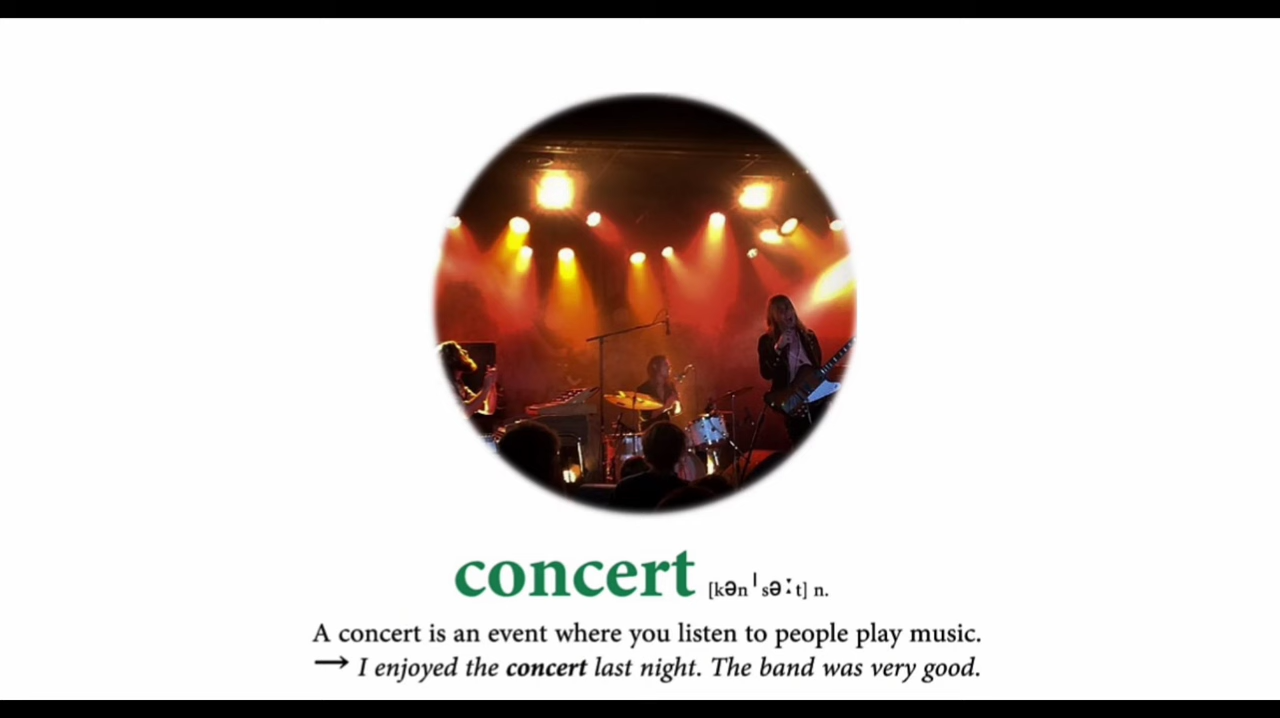 concert [kənˈsəːt] n.
A concert is an event where you listen to people play music.
→ I enjoyed the concert last night. The band was very good.